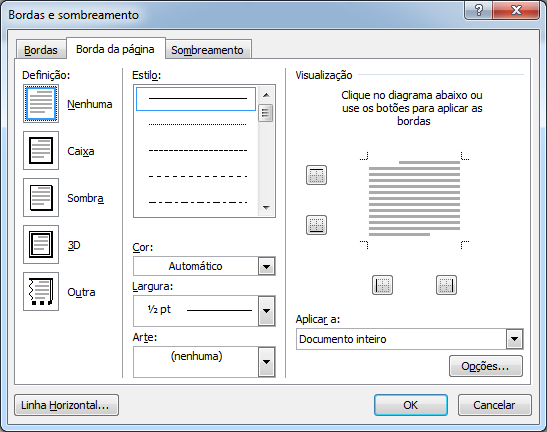 Bordas e sombreamento
Bordas
Borda da página
Sombreamento
Definição:
Nenhuma
Caixa
Sombra
3D
Outra
Estilo:
Cor:
Automático
Largura:
½ pt
Arte:
(nenhuma)
Visualização
Clique no diagrama abaixo ou
use os botões para aplicar as
bordas
Aplicar a:
Documento inteiro
Opções...
Linha Horizontal...
OK
Cancelar